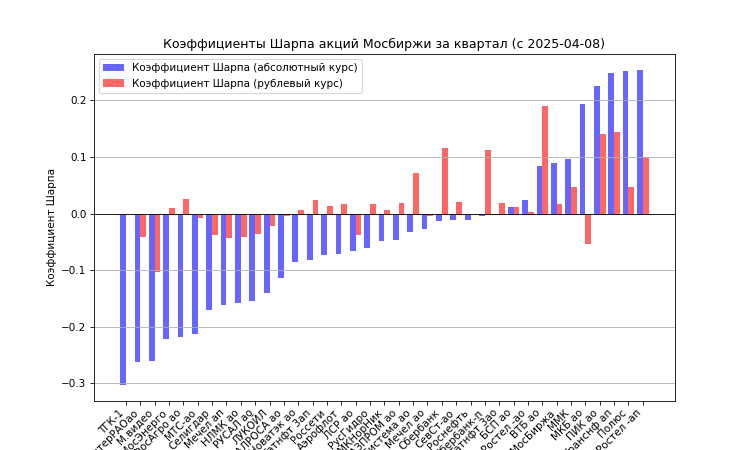 Коэффициенты Шарпа акций Мосбиржи за квартал (с 2025-04-08)
Коэффициент Шарпа (абсолютный курс)
Коэффициент Шарпа (рублевый курс)
Коэффициент Шарпа
0.2
0.1
0.0
−0.1
−0.2
−0.3
ТГК-1
М.видео
МТС-ао
Селигдар
Мечел ап
НЛМК ао
РУСАЛ ао
ЛУКОЙЛ
Россети
Аэрофлот
ЛСР ао
РусГидро
Мечел ао
Сбербанк
СевСт-ао
Роснефть
БСП ао
ВТБ ао
МосБиржа
ММК
МКБ ао
ПИК ао
Полюс
Ростел -ап